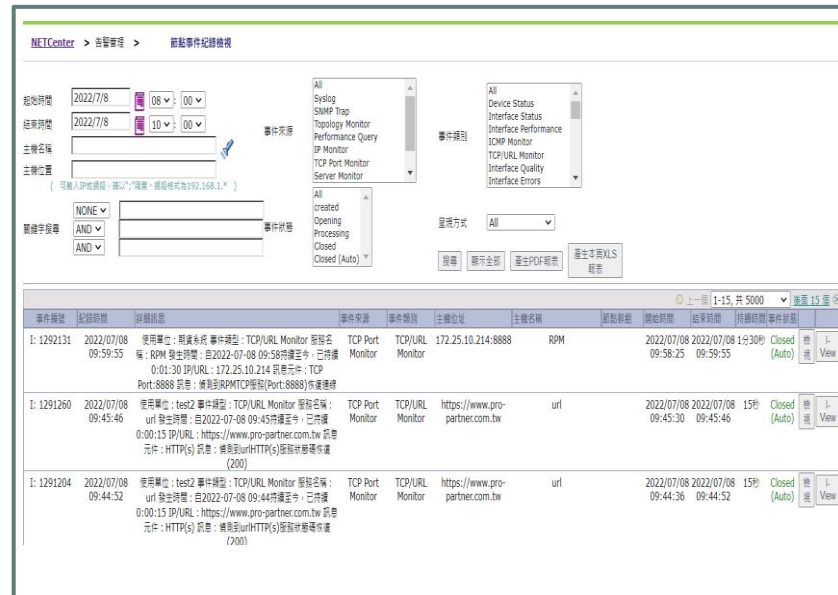 NETCenter > 告警管理 > 節點事件紀錄檢視
起始時間 2022/7/8 08 : 00
結束時間 2022/7/8 10 : 00
主機名稱
主機位置
( 可輸入IP或網段，請以";"隔開，網段格式為192.168.1.* )
關鍵字搜尋 NONE
AND
AND
事件來源
All
Syslog
SNMP Trap
Topology Monitor
Performance Query
IP Monitor
TCP Port Monitor
Server Monitor
事件狀態
All
created
Opening
Processing
Closed
Closed (Auto)
事件類別
All
Device Status
Interface Status
Interface Performance
ICMP Monitor
TCP/URL Monitor
Interface Quality
Interface Errors
呈現方式 All
搜尋 顯示全部 產生PDF報表 產生本頁XLS
報表
上一個 1-15, 共 5000 後面 15 個
事件編號 紀錄時間 詳細訊息 事件來源 事件類別 主機位址 主機名稱 節點群組 開始時間 結束時間 持續時間 事件狀態
I: 1292131 2022/07/08 使用單位：期貨系統 事件類型：TCP/URL Monitor 服務名 TCP Port TCP/URL 172.25.10.214:8888 RPM 2022/07/08 2022/07/08 1分30秒 Closed 檢 I-
09:59:55 稱：RPM 發生時間：自2022-07-08 09:58持續至今，已持續 Monitor Monitor 09:58:25 09:59:55 (Auto) 視 View
0:01:30 IP/URL：172.25.10.214 訊息元件：TCP
Port:8888 訊息：偵測到RPMTCP服務(Port:8888)恢復連線
I: 1291260 2022/07/08 使用單位：test2 事件類型：TCP/URL Monitor 服務名稱： TCP Port TCP/URL https://www.pro- url 2022/07/08 2022/07/08 15秒 Closed 檢 I-
09:45:46 url 發生時間：自2022-07-08 09:45持續至今，已持續 Monitor Monitor partner.com.tw 09:45:30 09:45:46 (Auto) 視 View
0:00:15 IP/URL：https://www.pro-partner.com.tw 訊息
元件：HTTP(s) 訊息：偵測到urlHTTP(s)服務狀態碼恢復
(200)
I: 1291204 2022/07/08 使用單位：test2 事件類型：TCP/URL Monitor 服務名稱： TCP Port TCP/URL https://www.pro- url 2022/07/08 2022/07/08 15秒 Closed 檢 I-
09:44:52 url 發生時間：自2022-07-08 09:44持續至今，已持續 Monitor Monitor partner.com.tw 09:44:36 09:44:52 (Auto) 視 View
0:00:15 IP/URL：https://www.pro-partner.com.tw 訊息
元件：HTTP(s) 訊息：偵測到urlHTTP(s)服務狀態碼恢復
(200)